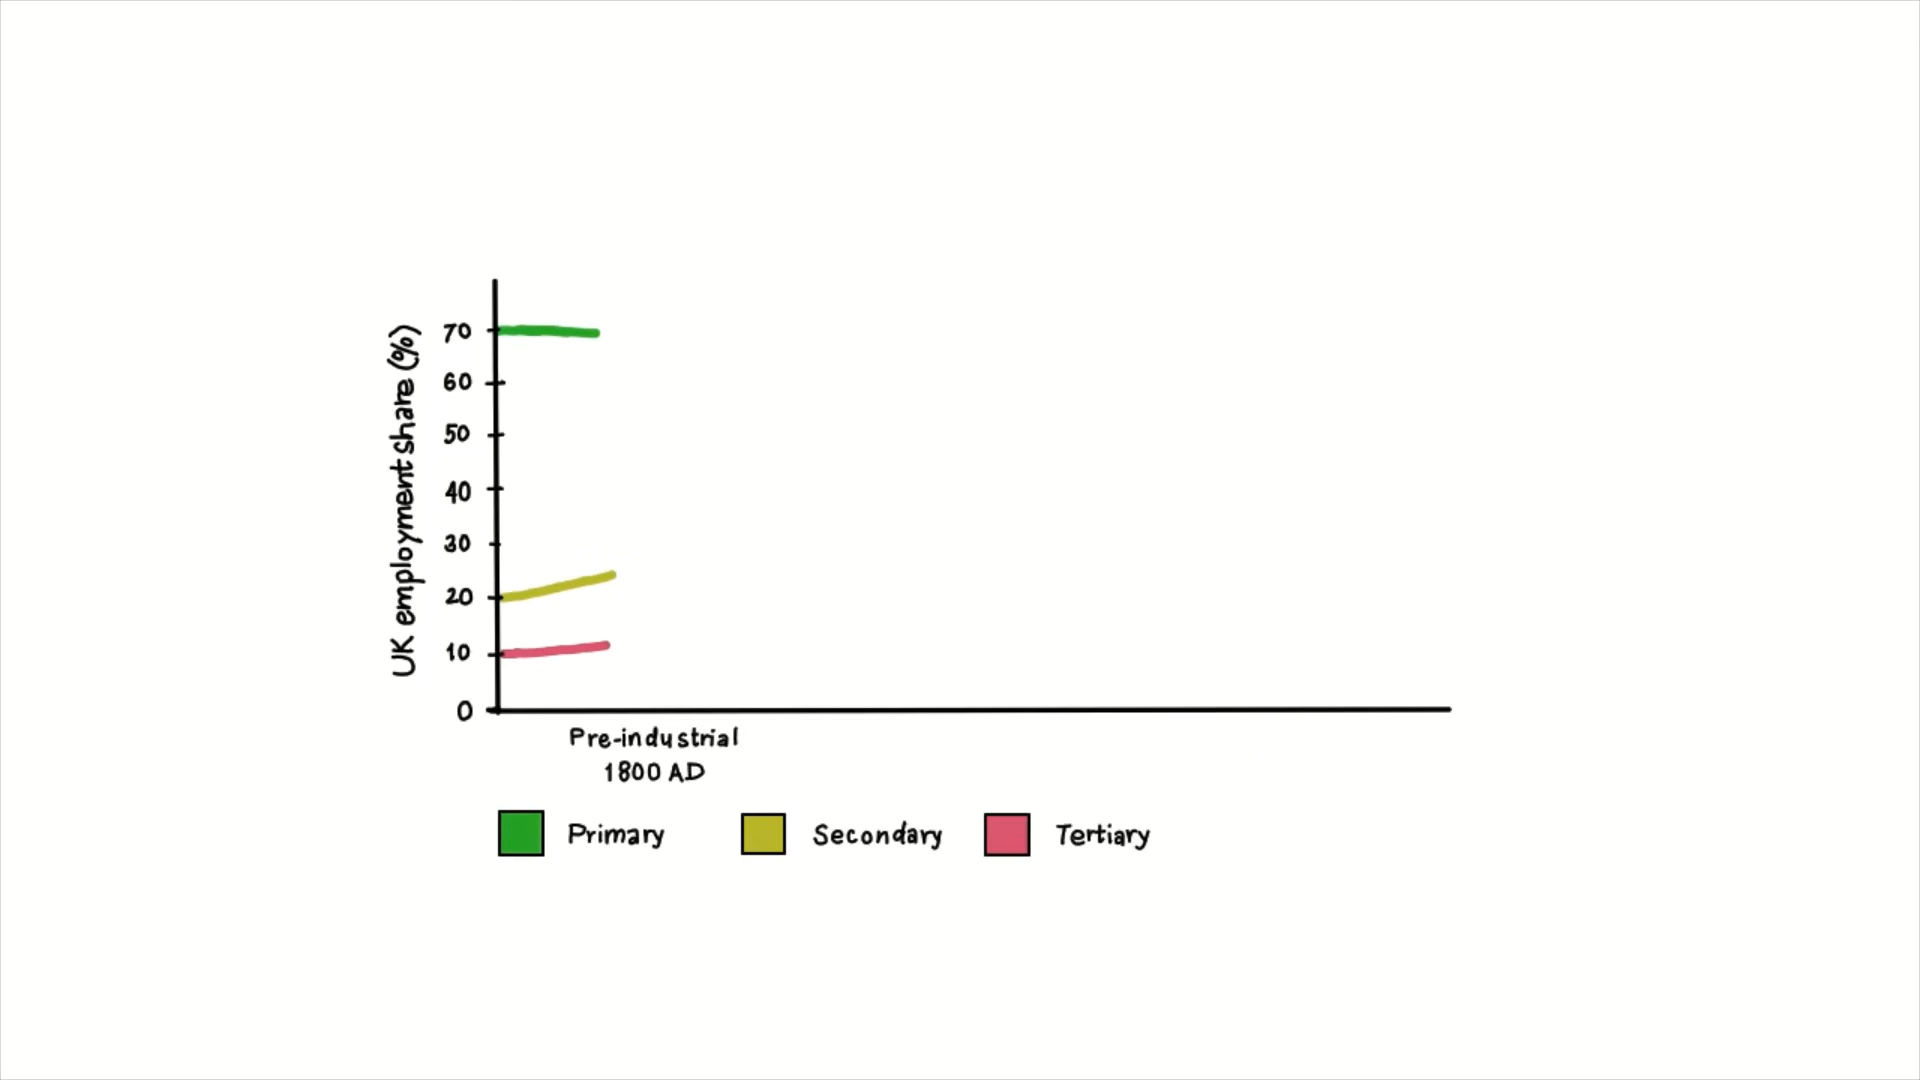 UK employment share (%)
70
60
50
40
30
20
10
0
Pre-industrial
1800 AD
Primary
Secondary
Tertiary